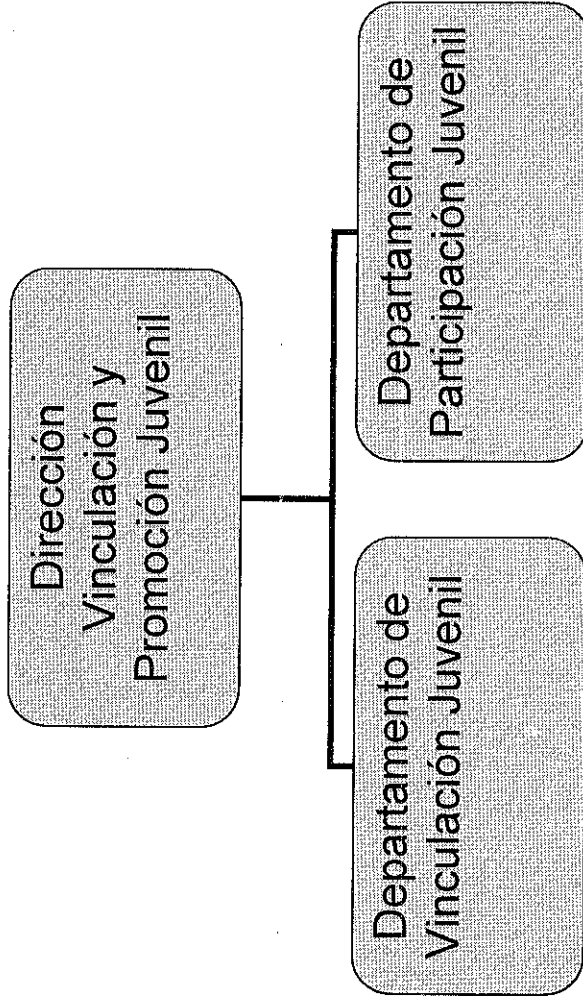 Dirección
Vinculación y
Promoción Juvenil
Departamento de
Vinculación Juvenil
Departamento de
Participación Juvenil